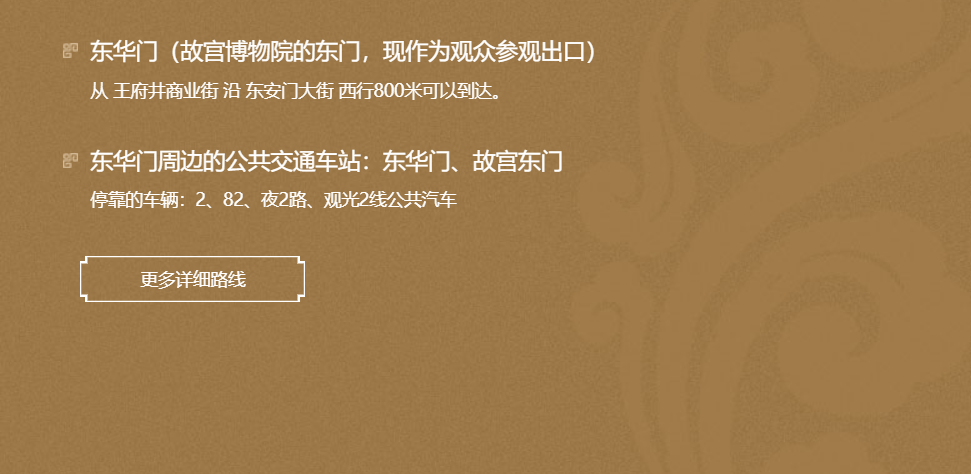 东华门（故宫博物院的东门，现作为观众参观出口）
从 王府井商业街 沿 东安门大街 西行800米可以到达。
东华门周边的公共交通车站：东华门、故宫东门
停靠的车辆：2、82、夜2路、观光2线公共汽车
更多详细路线